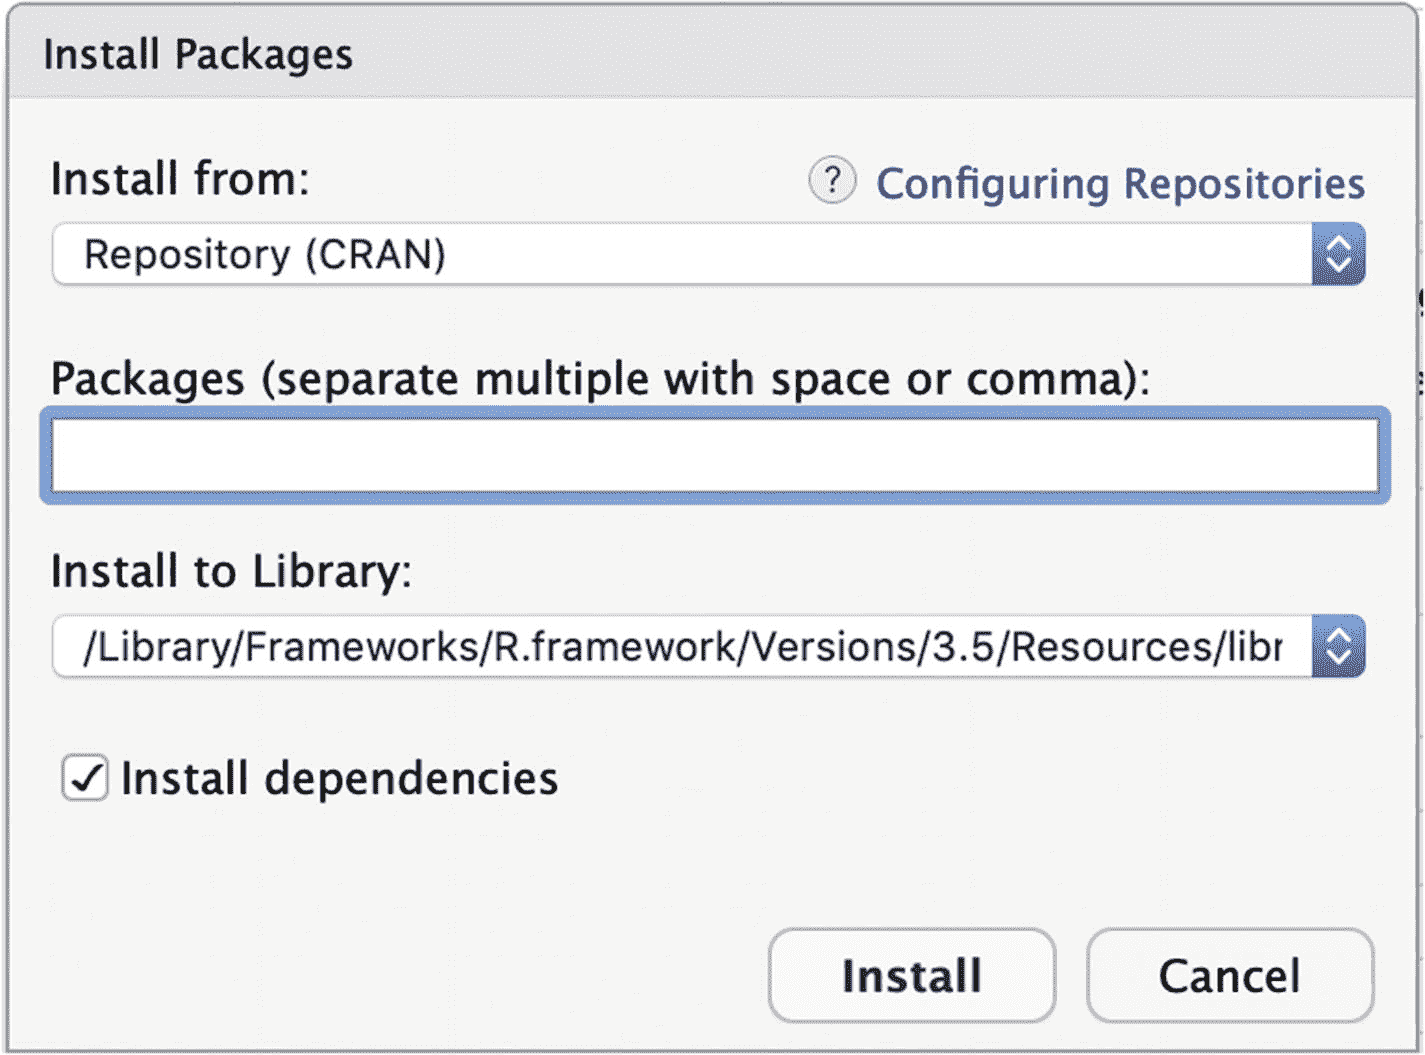 Install Packages
Install from:
? Configuring Repositories
Repository (CRAN)
Packages (separate multiple with space or comma):
Install to Library:
/Library/Frameworks/R.framework/Versions/3.5/Resources/libr
Install dependencies
Install
Cancel